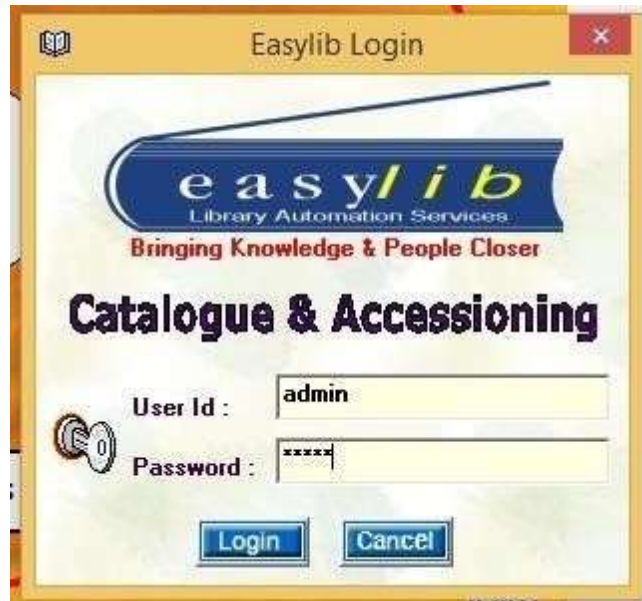 Easylib Login
easylib
Library Automation Services
Bringing Knowledge & People Closer
Catalogue & Accessioning
User Id : admin
Password : *****
Login Cancel